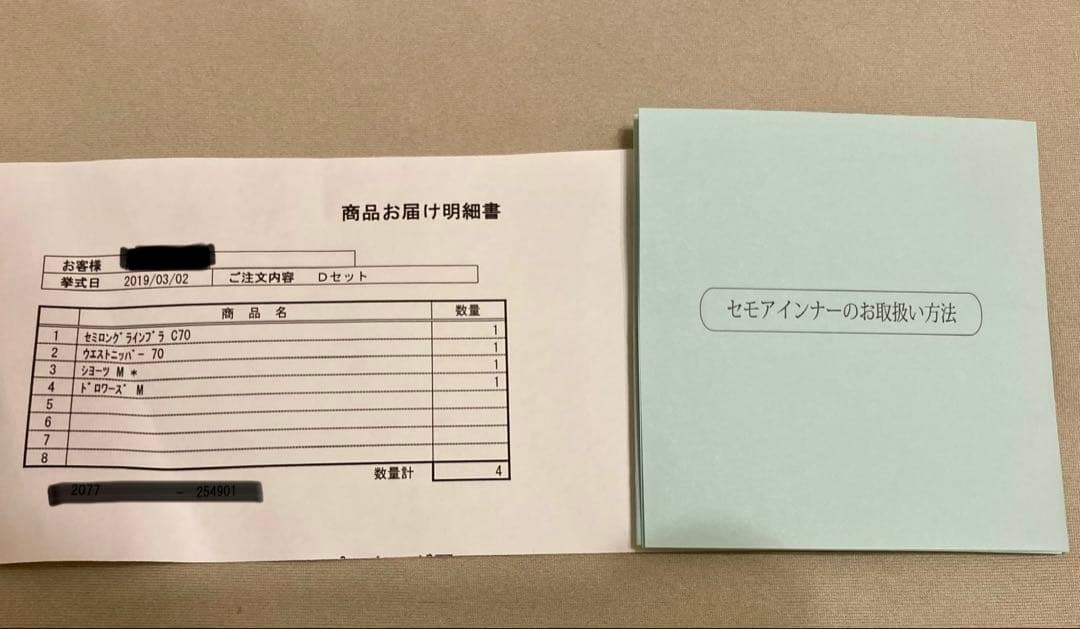 商品お届け明細書
お客様
挙式日 2019/03/02 ご注文内容 Dセット
商品名 数量
1 ｾﾐﾛﾝｸﾞﾗｲﾝﾌﾞﾗ C70 1
2 ｳｴｽﾄﾆｯﾊﾟｰ 70 1
3 ｼﾖｰﾂ M * 1
4 ﾄﾞﾛﾜｰｽﾞ M 1
5
6
7
8
数量計 4
2077 - 254901
セモアインナーのお取扱い方法